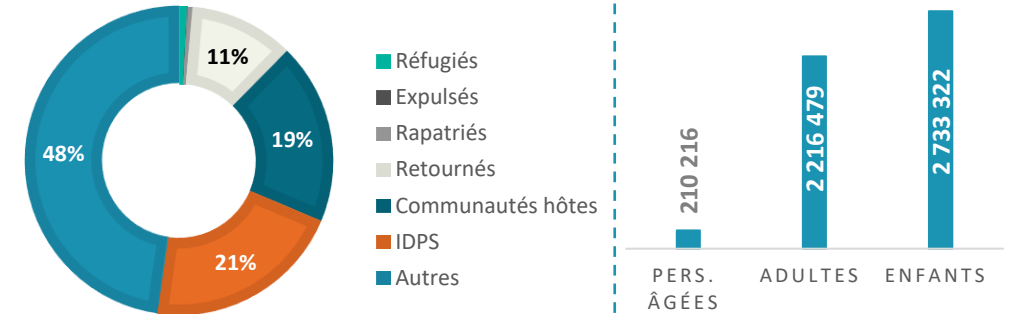 11%
19%
21%
48%
Réfugiés
Expulsés
Rapatriés
Retournés
Communautés hôtes
IDPS
Autres
210 216
2 216 479
2 733 322
PERS.
ÂGÉES
ADULTES
ENFANTS